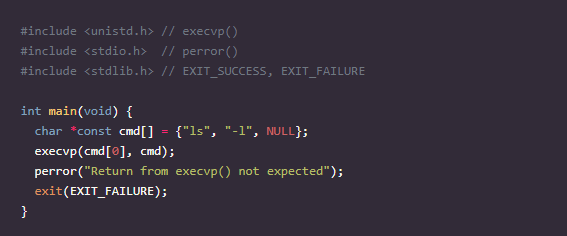 #include <unistd.h> // execvp()
#include <stdio.h>  // perror()
#include <stdlib.h> // EXIT_SUCCESS, EXIT_FAILURE

int main(void) {
  char *const cmd[] = {"ls", "-l", NULL};
  execvp(cmd[0], cmd);
  perror("Return from execvp() not expected");
  exit(EXIT_FAILURE);
}